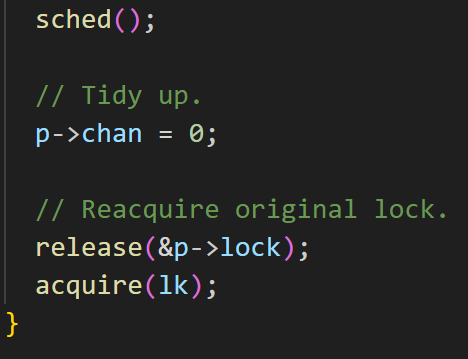 sched();
// Tidy up.
p->chan = 0;
// Reacquire original lock.
release(&p->lock);
acquire(lk);
}